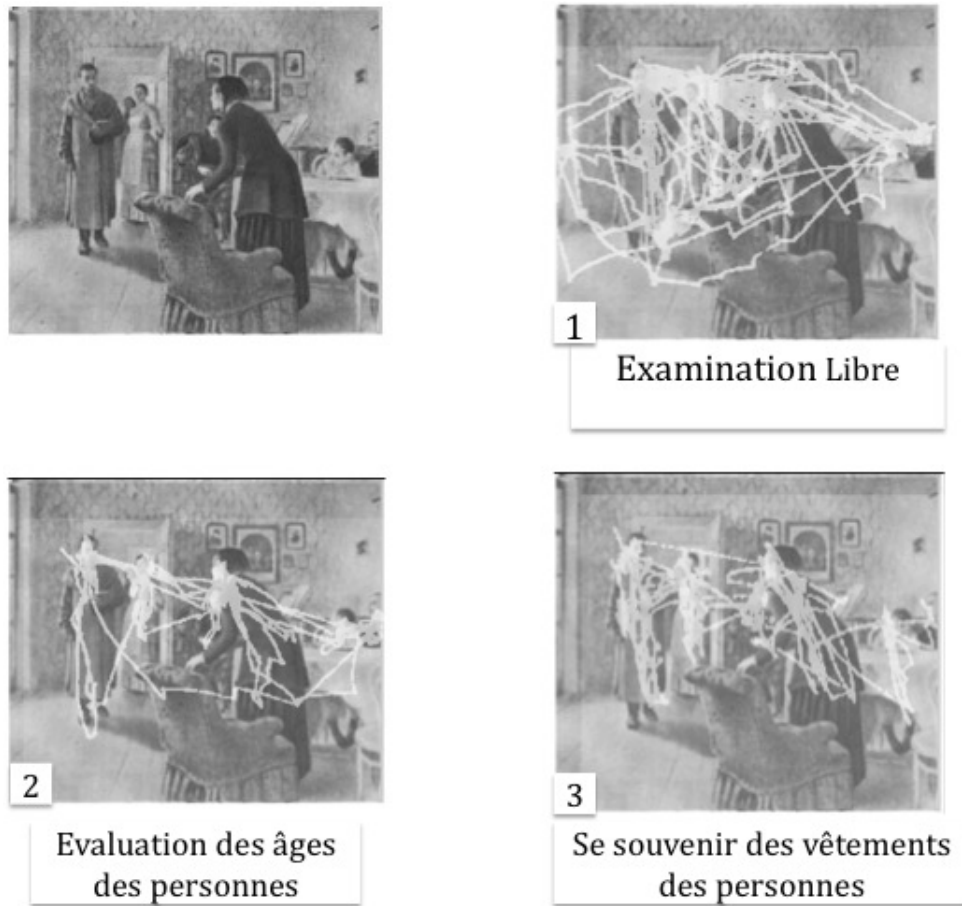 1
Examination Libre
2
Evaluation des âges
des personnes
3
Se souvenir des vêtements
des personnes